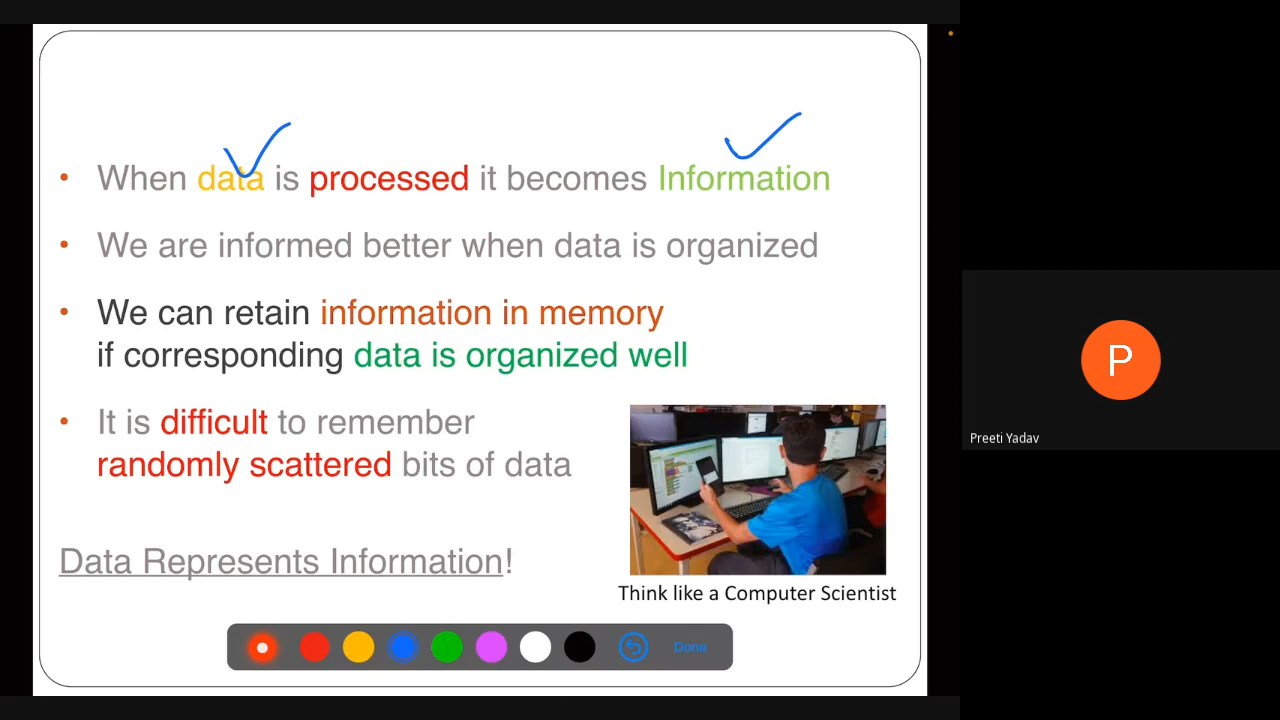 • When data is processed it becomes Information
• We are informed better when data is organized
• We can retain information in memory
if corresponding data is organized well
• It is difficult to remember
randomly scattered bits of data
Data Represents Information!
Think like a Computer Scientist
Done
P
Preeti Yadav